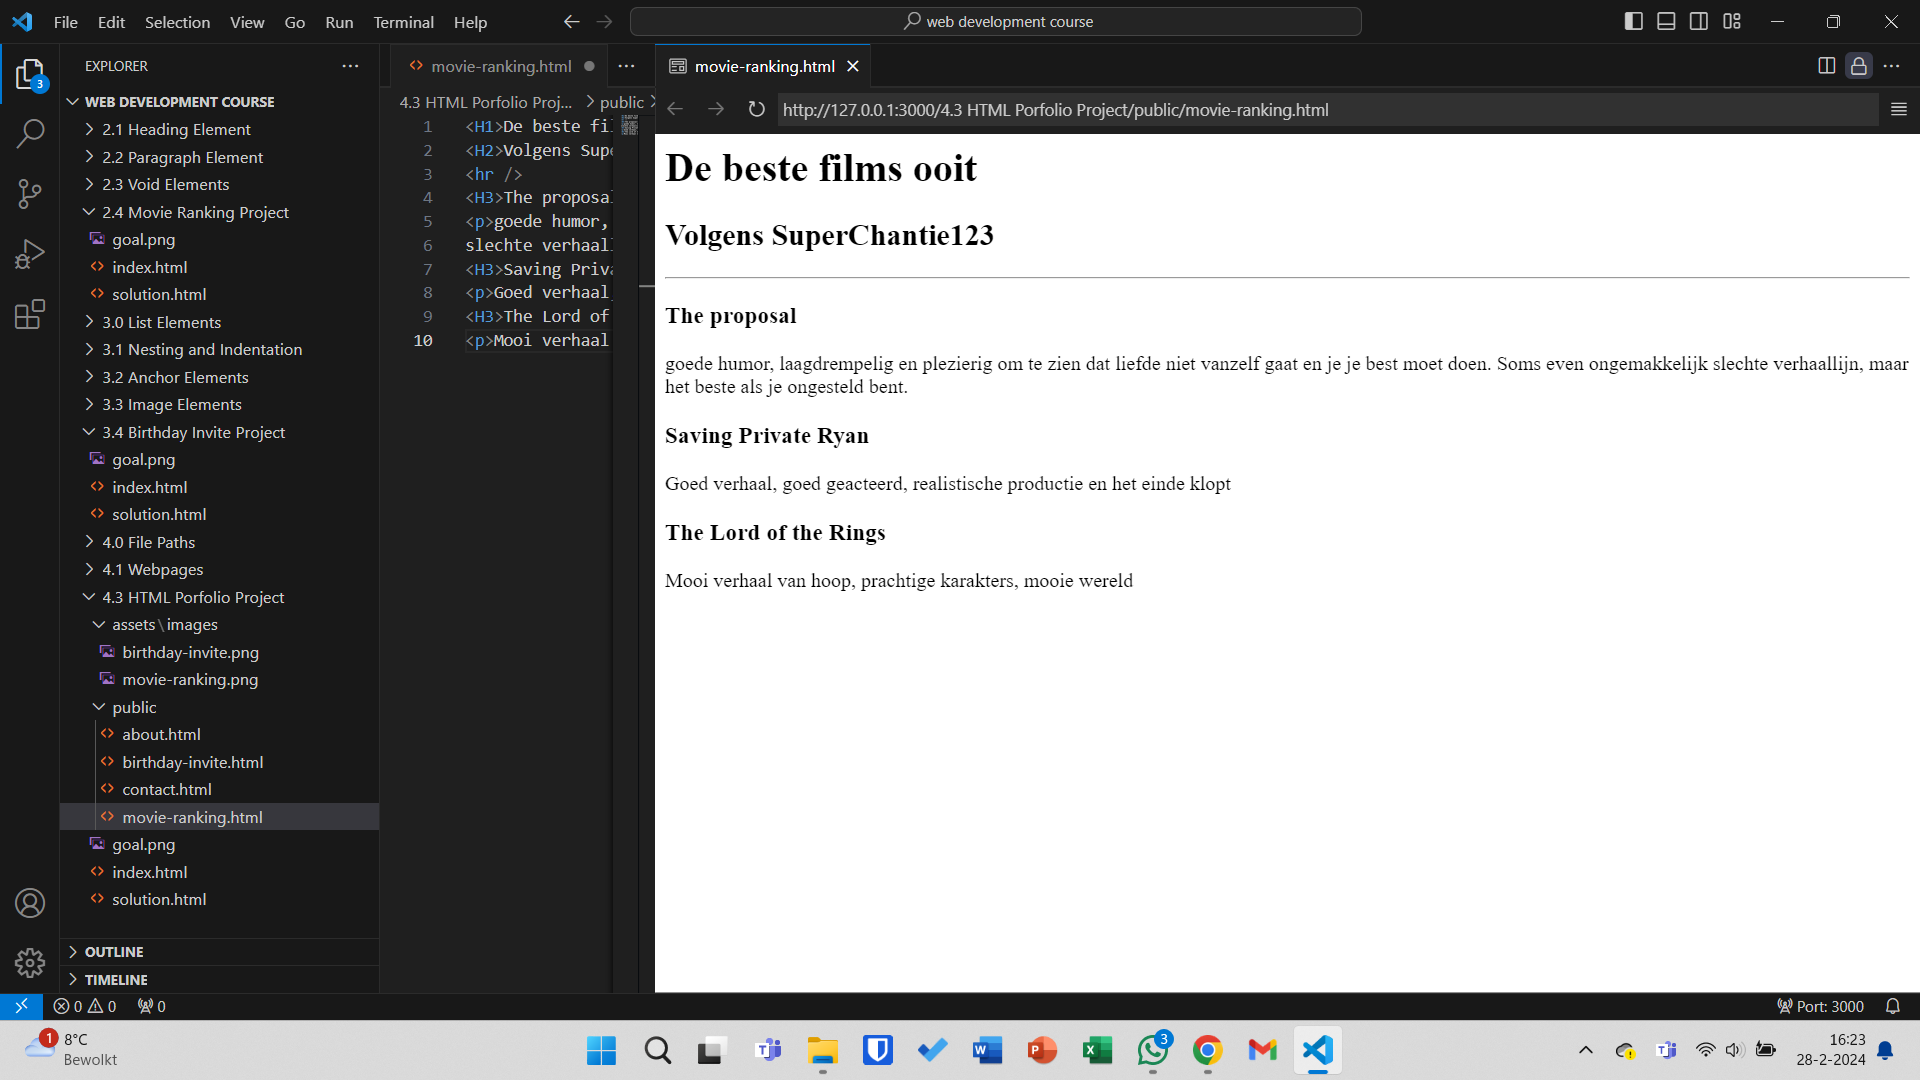 File Edit Selection View Go Run Terminal Help
web development course
EXPLORER
3
WEB DEVELOPMENT COURSE
2.1 Heading Element
2.2 Paragraph Element
2.3 Void Elements
2.4 Movie Ranking Project
goal.png
index.html
solution.html
3.0 List Elements
3.1 Nesting and Indentation
3.2 Anchor Elements
3.3 Image Elements
3.4 Birthday Invite Project
goal.png
index.html
solution.html
4.0 File Paths
4.1 Webpages
4.3 HTML Porfolio Project
assets\images
birthday-invite.png
movie-ranking.png
public
about.html
birthday-invite.html
contact.html
movie-ranking.html
goal.png
index.html
solution.html
OUTLINE
TIMELINE
movie-ranking.html
4.3 HTML Porfolio Proj... > public >
1 <H1>De beste fil
2 <H2>Volgens Supe
3 <hr />
4 <H3>The proposal
5 <p>goede humor,
6 slechte verhaall
7 <H3>Saving Priva
8 <p>Goed verhaal,
9 <H3>The Lord of
10 <p>Mooi verhaal
movie-ranking.html
http://127.0.0.1:3000/4.3 HTML Porfolio Project/public/movie-ranking.html
De beste films ooit
Volgens SuperChantie123
The proposal
goede humor, laagdrempelig en plezierig om te zien dat liefde niet vanzelf gaat en je je best moet doen. Soms even ongemakkelijk slechte verhaallijn, maar
het beste als je ongesteld bent.
Saving Private Ryan
Goed verhaal, goed geacteerd, realistische productie en het einde klopt
The Lord of the Rings
Mooi verhaal van hoop, prachtige karakters, mooie wereld
0 0 0
Port: 3000
1
8°C
Bewolkt
3
16:23
28-2-2024